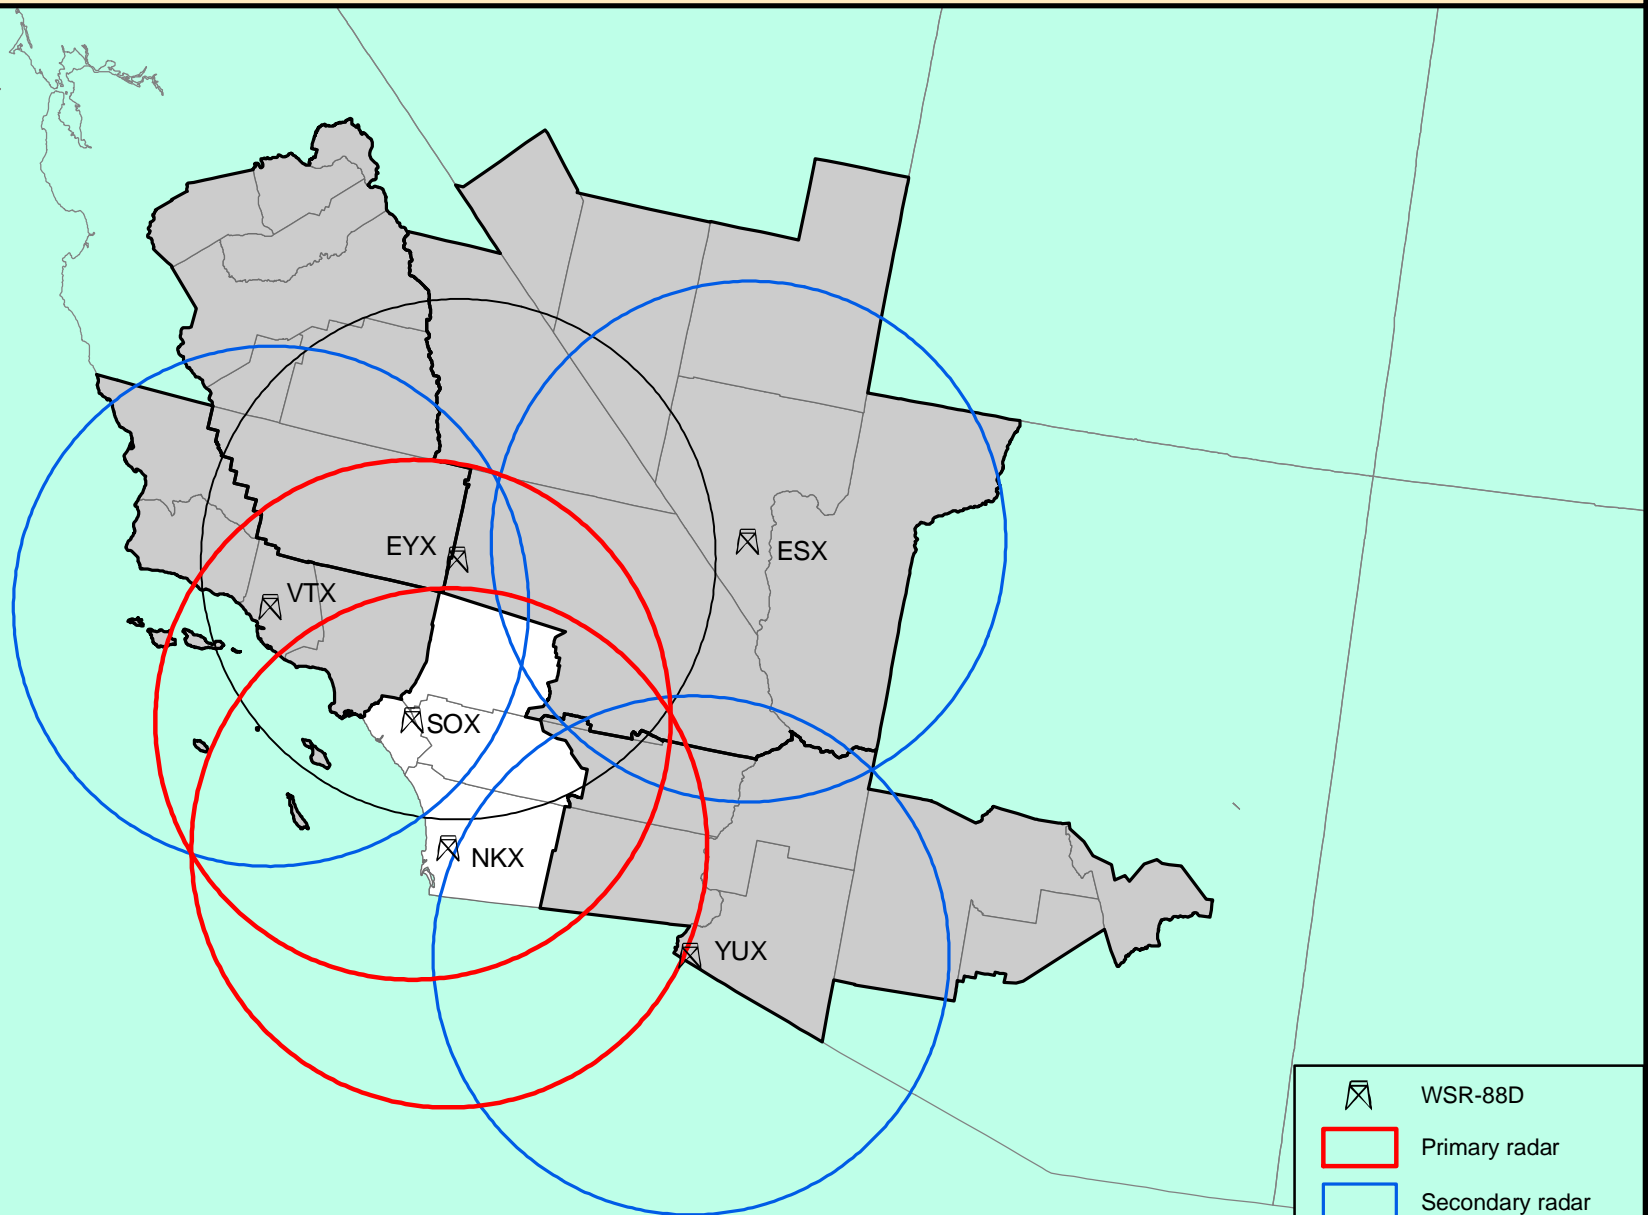 EYX
ESX
VTX
SOX
NKX
YUX
WSR-88D
Primary radar
Secondary radar